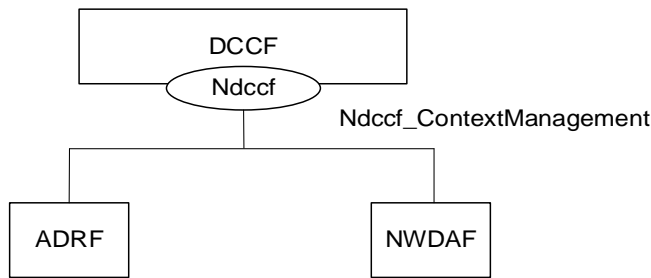 DCCF
Ndccf
Ndccf_ContextManagement
ADRF
NWDAF